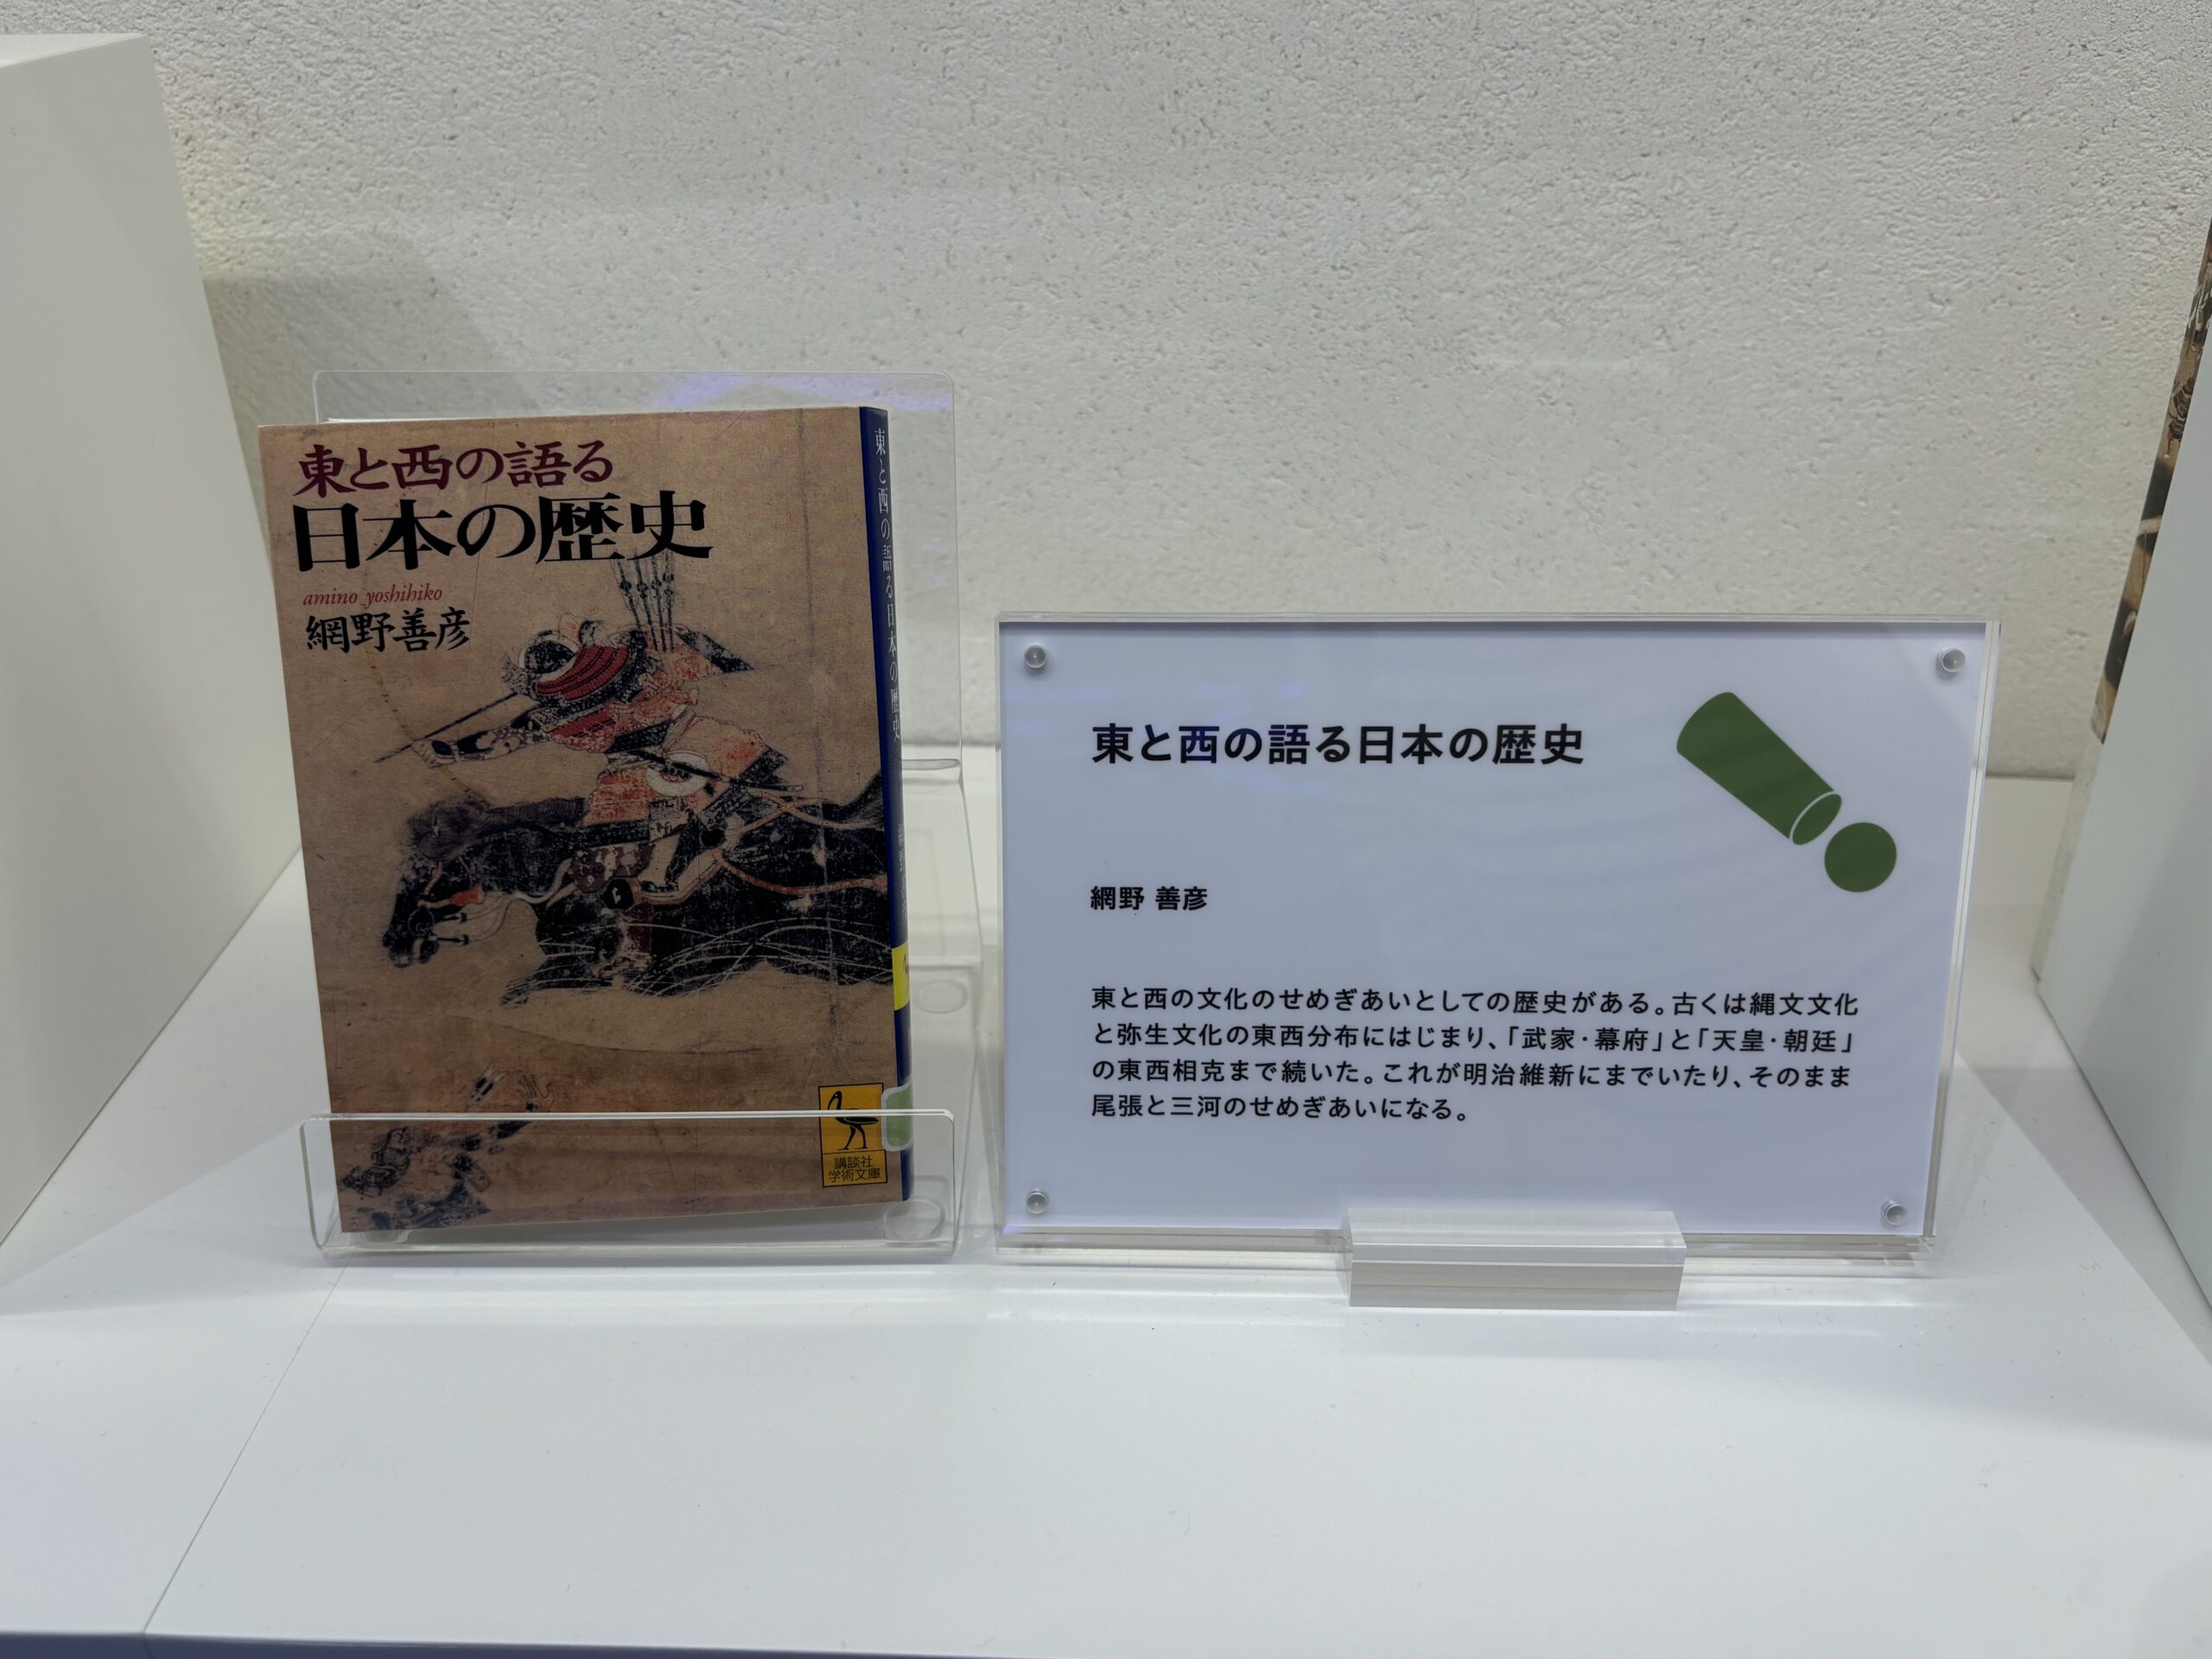 東と西の語る
日本の歴史
amino yoshihiko
網野善彦
講談社
学術文庫
東と西の語る日本の歴史
東と西の語る日本の歴史
網野 善彦
東と西の文化のせめぎあいとしての歴史がある。古くは縄文文化
と弥生文化の東西分布にはじまり、「武家・幕府」と「天皇・朝廷」
の東西相克まで続いた。これが明治維新にまでいたり、そのまま
尾張と三河のせめぎあいになる。